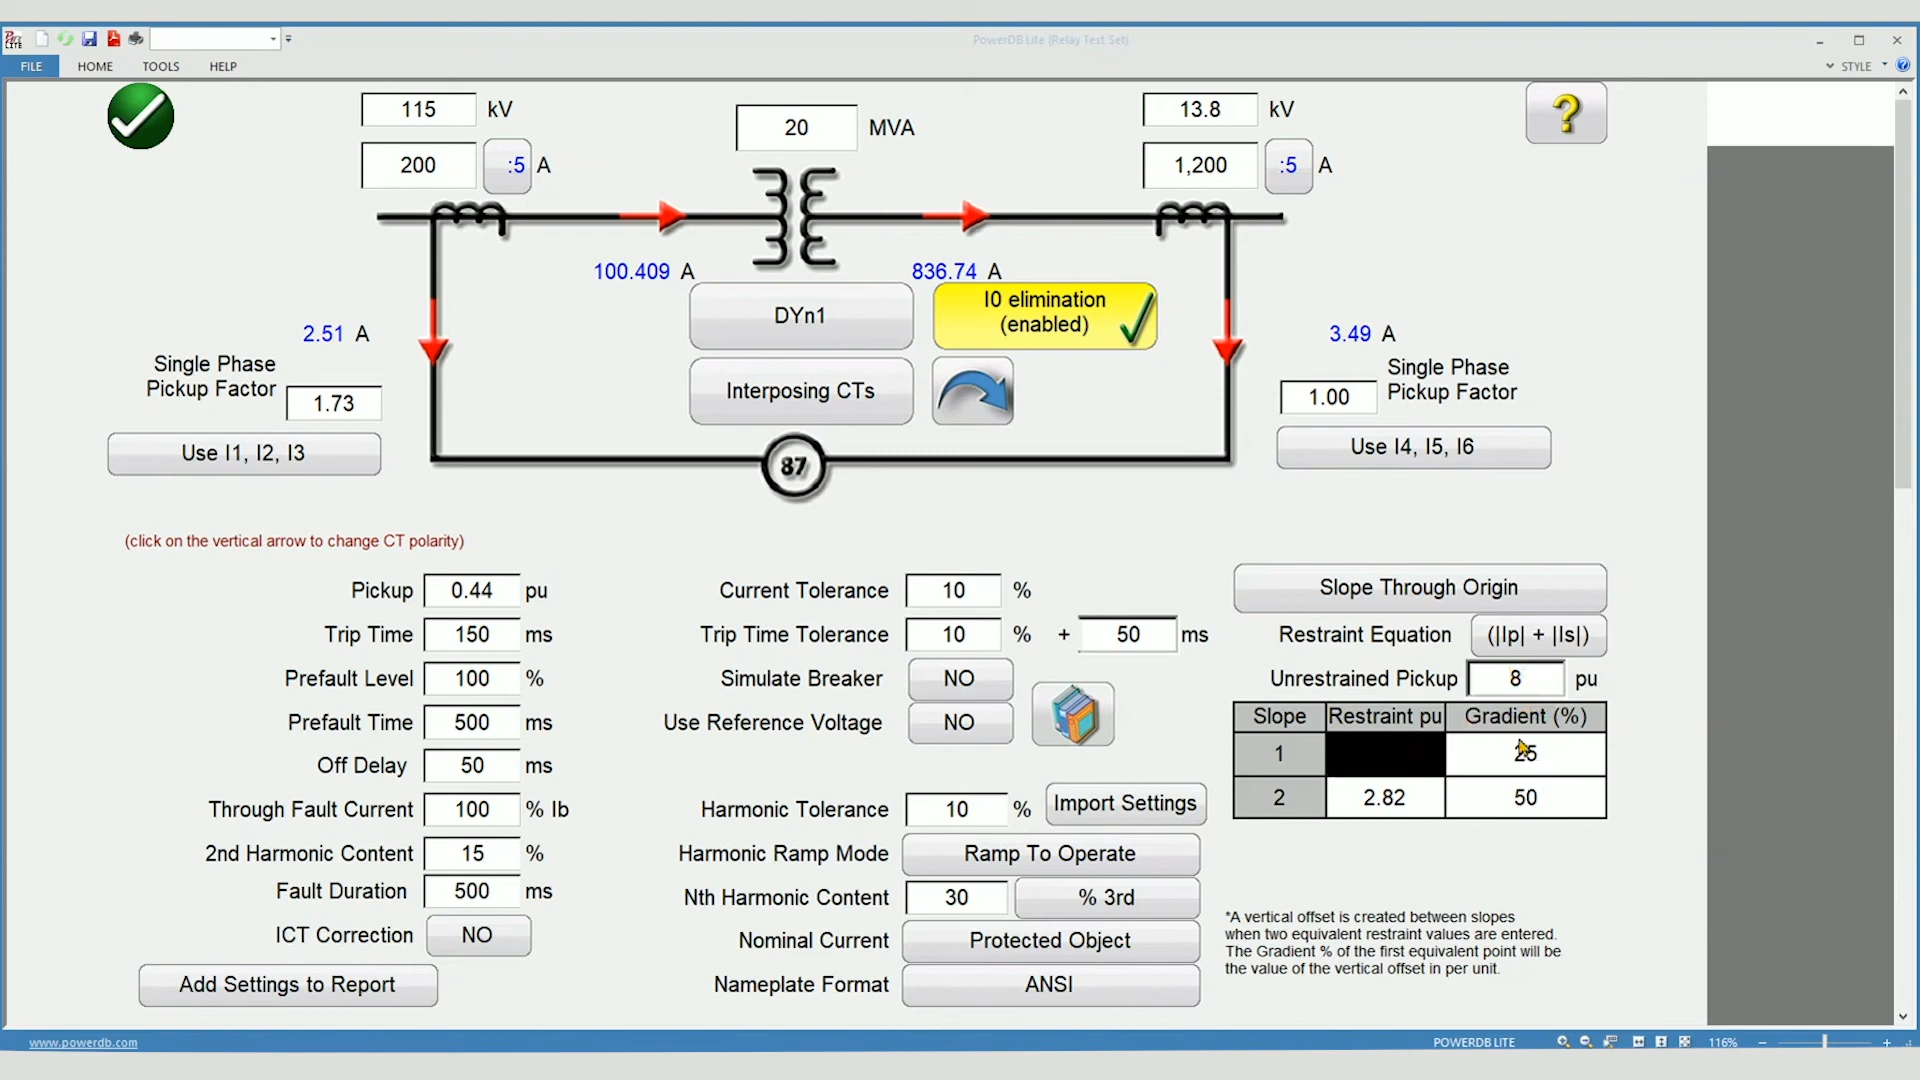 PowerDB Lite (Relay Test Set)
FILE HOME TOOLS HELP STYLE
115 kV
20 MVA
13.8 kV
200 :5 A
1,200 :5 A
100.409 A
836.74 A
DYn1
I0 elimination
(enabled)
2.51 A
3.49 A
Single Phase
Pickup Factor 1.73
Single Phase
Pickup Factor 1.00
Interposing CTs
Use I1, I2, I3
Use I4, I5, I6
87
(click on the vertical arrow to change CT polarity)
Pickup 0.44 pu
Trip Time 150 ms
Prefault Level 100 %
Prefault Time 500 ms
Off Delay 50 ms
Through Fault Current 100 % Ib
2nd Harmonic Content 15 %
Fault Duration 500 ms
ICT Correction NO
Add Settings to Report
Current Tolerance 10 %
Trip Time Tolerance 10 % + 50 ms
Simulate Breaker NO
Use Reference Voltage NO
Harmonic Tolerance 10 % Import Settings
Harmonic Ramp Mode Ramp To Operate
Nth Harmonic Content 30 % 3rd
Nominal Current Protected Object
Nameplate Format ANSI
Slope Through Origin
Restraint Equation (|Ip| + |Is|)
Unrestrained Pickup 8 pu
Slope Restraint pu Gradient (%)
1 25
2 2.82 50
*A vertical offset is created between slopes
when two equivalent restraint values are entered.
The Gradient % of the first equivalent point will be
the value of the vertical offset in per unit.
www.powerdb.com
POWERDB LITE 116%